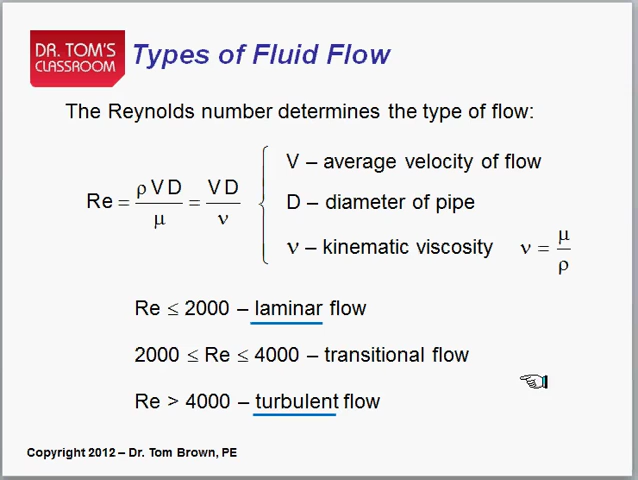 DR. TOM'S
CLASSROOM
Types of Fluid Flow
The Reynolds number determines the type of flow:
Re = ρ V D / μ = V D / ν
V – average velocity of flow
D – diameter of pipe
ν – kinematic viscosity ν = μ / ρ
Re ≤ 2000 – laminar flow
2000 ≤ Re ≤ 4000 – transitional flow
Re > 4000 – turbulent flow
Copyright 2012 – Dr. Tom Brown, PE